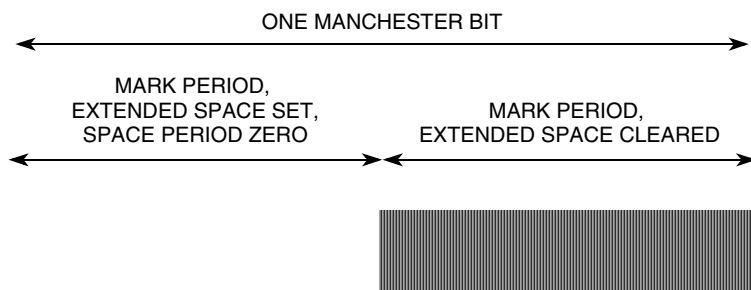 ONE MANCHESTER BIT
MARK PERIOD,
EXTENDED SPACE SET,
SPACE PERIOD ZERO
MARK PERIOD,
EXTENDED SPACE CLEARED